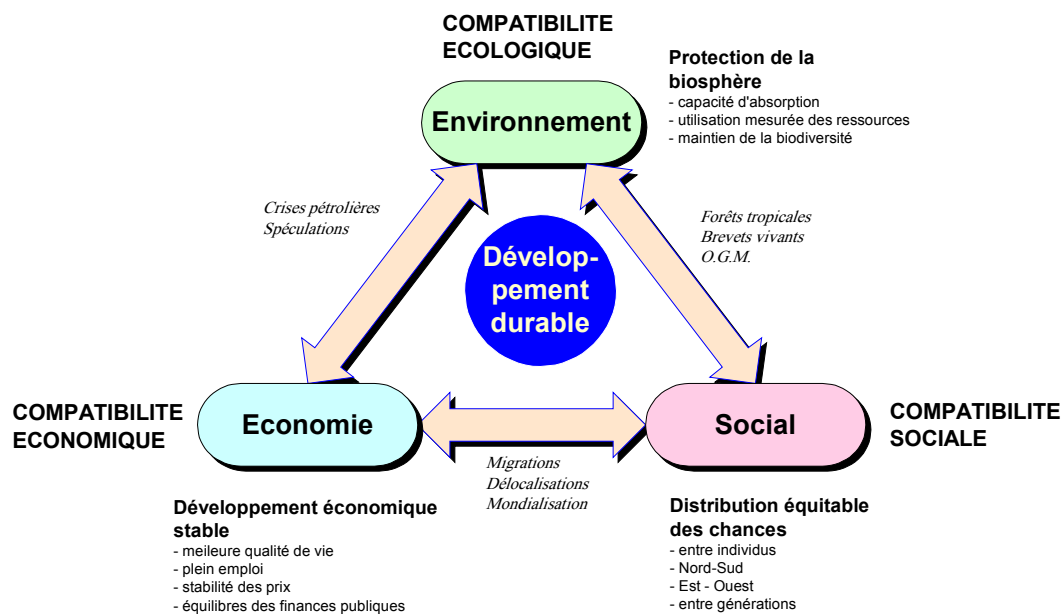 COMPATIBILITE
ECOLOGIQUE
Environnement
Protection de la
biosphère
- capacité d'absorption
- utilisation mesurée des ressources
- maintien de la biodiversité
Crises pétrolières
Spéculations
Forêts tropicales
Brevets vivants
O.G.M.
Dévelop-
pement
durable
COMPATIBILITE
ECONOMIQUE
Economie
Social
COMPATIBILITE
SOCIALE
Migrations
Délocalisations
Mondialisation
Développement économique
stable
- meileure qualité de vie
- plein emploi
- stabilité des prix
- équilibres des finances publiques
Distribution équitable
des chances
- entre individus
- Nord-Sud
- Est - Ouest
- entre générations